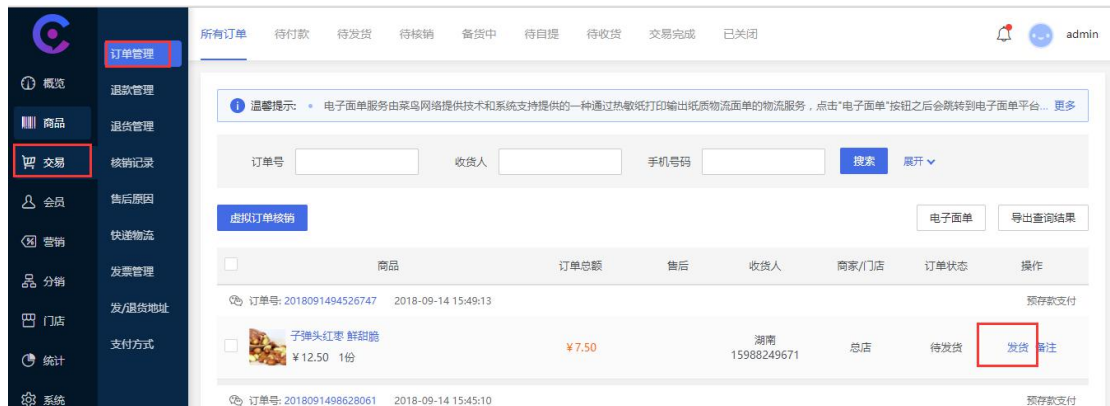 所有订单 待付款 待发货 待核销 备货中 待自提 待收货 交易完成 已关闭 admin
概览
商品
交易
会员
营销
分销
门店
统计
系统
订单管理
退款管理
退货管理
核销记录
售后原因
快递物流
发票管理
发/退货地址
支付方式
温馨提示: • 电子面单服务由菜鸟网络提供技术和系统支持提供的一种通过热敏纸打印输出纸质物流面单的物流服务，点击"电子面单"按钮之后会跳转到电子面单平台... 更多
订单号 收货人 手机号码 搜索 展开
虚拟订单核销 电子面单 导出查询结果
商品 订单总额 售后 收货人 商家/门店 订单状态 操作
订单号: 2018091494526747 2018-09-14 15:49:13 预存款支付
子弹头红枣 鲜甜脆
¥12.50 1份 ¥7.50 湖南 总店 待发货 发货 备注
15988249671
订单号: 2018091498628061 2018-09-14 15:45:10 预存款支付